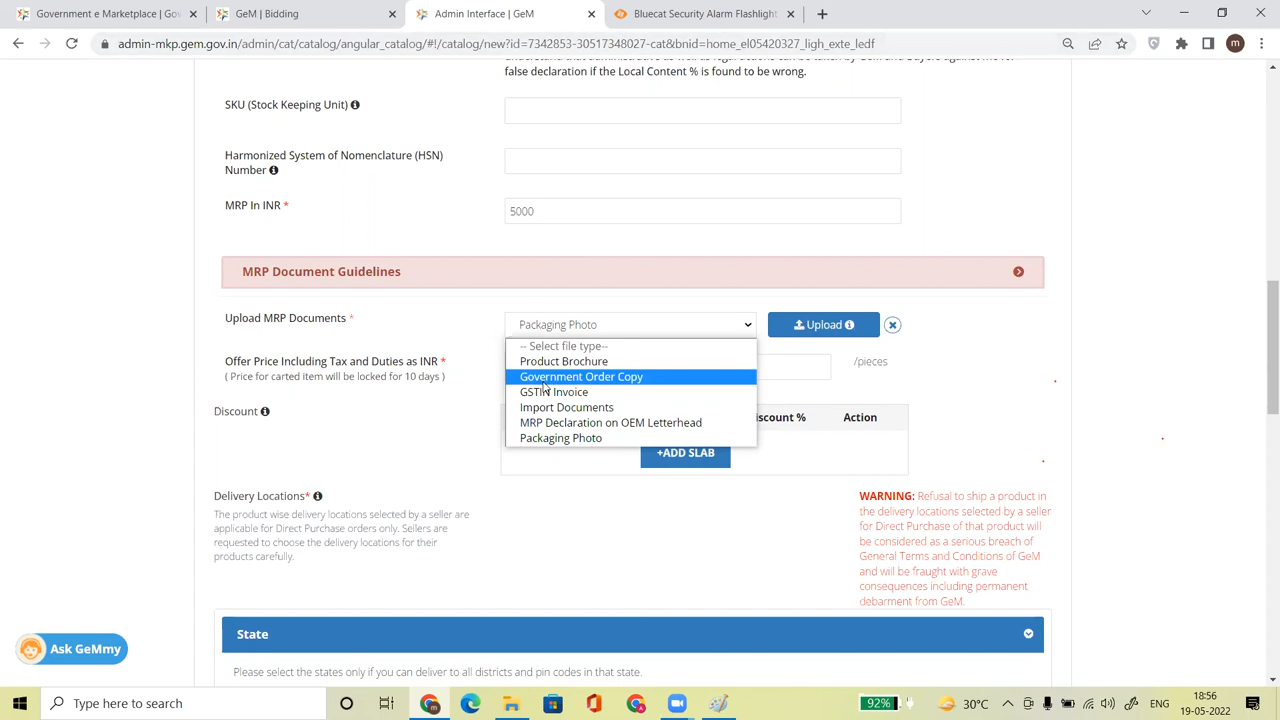 Government e Marketplace | Gov
GeM | Bidding
Admin Interface | GeM
Bluecat Security Alarm Flashlight
admin-mkp.gem.gov.in/admin/cat/catalog/angular_catalog/#!/catalog/new?id=7742853-30517348027-cat&bnid=home_el05420327_ligh_exte_ledf
m
false declaration if the Local Content % is found to be wrong.
SKU (Stock Keeping Unit)
Harmonized System of Nomenclature (HSN)
Number
MRP In INR *
5000
MRP Document Guidelines
Upload MRP Documents *
Packaging Photo
Upload
-- Select file type--
Product Brochure
Government Order Copy
GSTIN Invoice
Import Documents
MRP Declaration on OEM Letterhead
Packaging Photo
Offer Price Including Tax and Duties as INR *
( Price for carted item will be locked for 10 days )
/pieces
Discount
iscount %
Action
+ADD SLAB
Delivery Locations*
The product wise delivery locations selected by a seller are
applicable for Direct Purchase orders only. Sellers are
requested to choose the delivery locations for their
products carefully.
WARNING: Refusal to ship a product in
the delivery locations selected by a seller
for Direct Purchase of that product will
be considered as a serious breach of
General Terms and Conditions of GeM
and will be fraught with grave
consequences including permanent
debarment from GeM.
State
Please select the states only if you can deliver to all districts and pin codes in that state.
Ask GeMmy
Type here to search
92%
30°C
ENG
18:56
19-05-2022